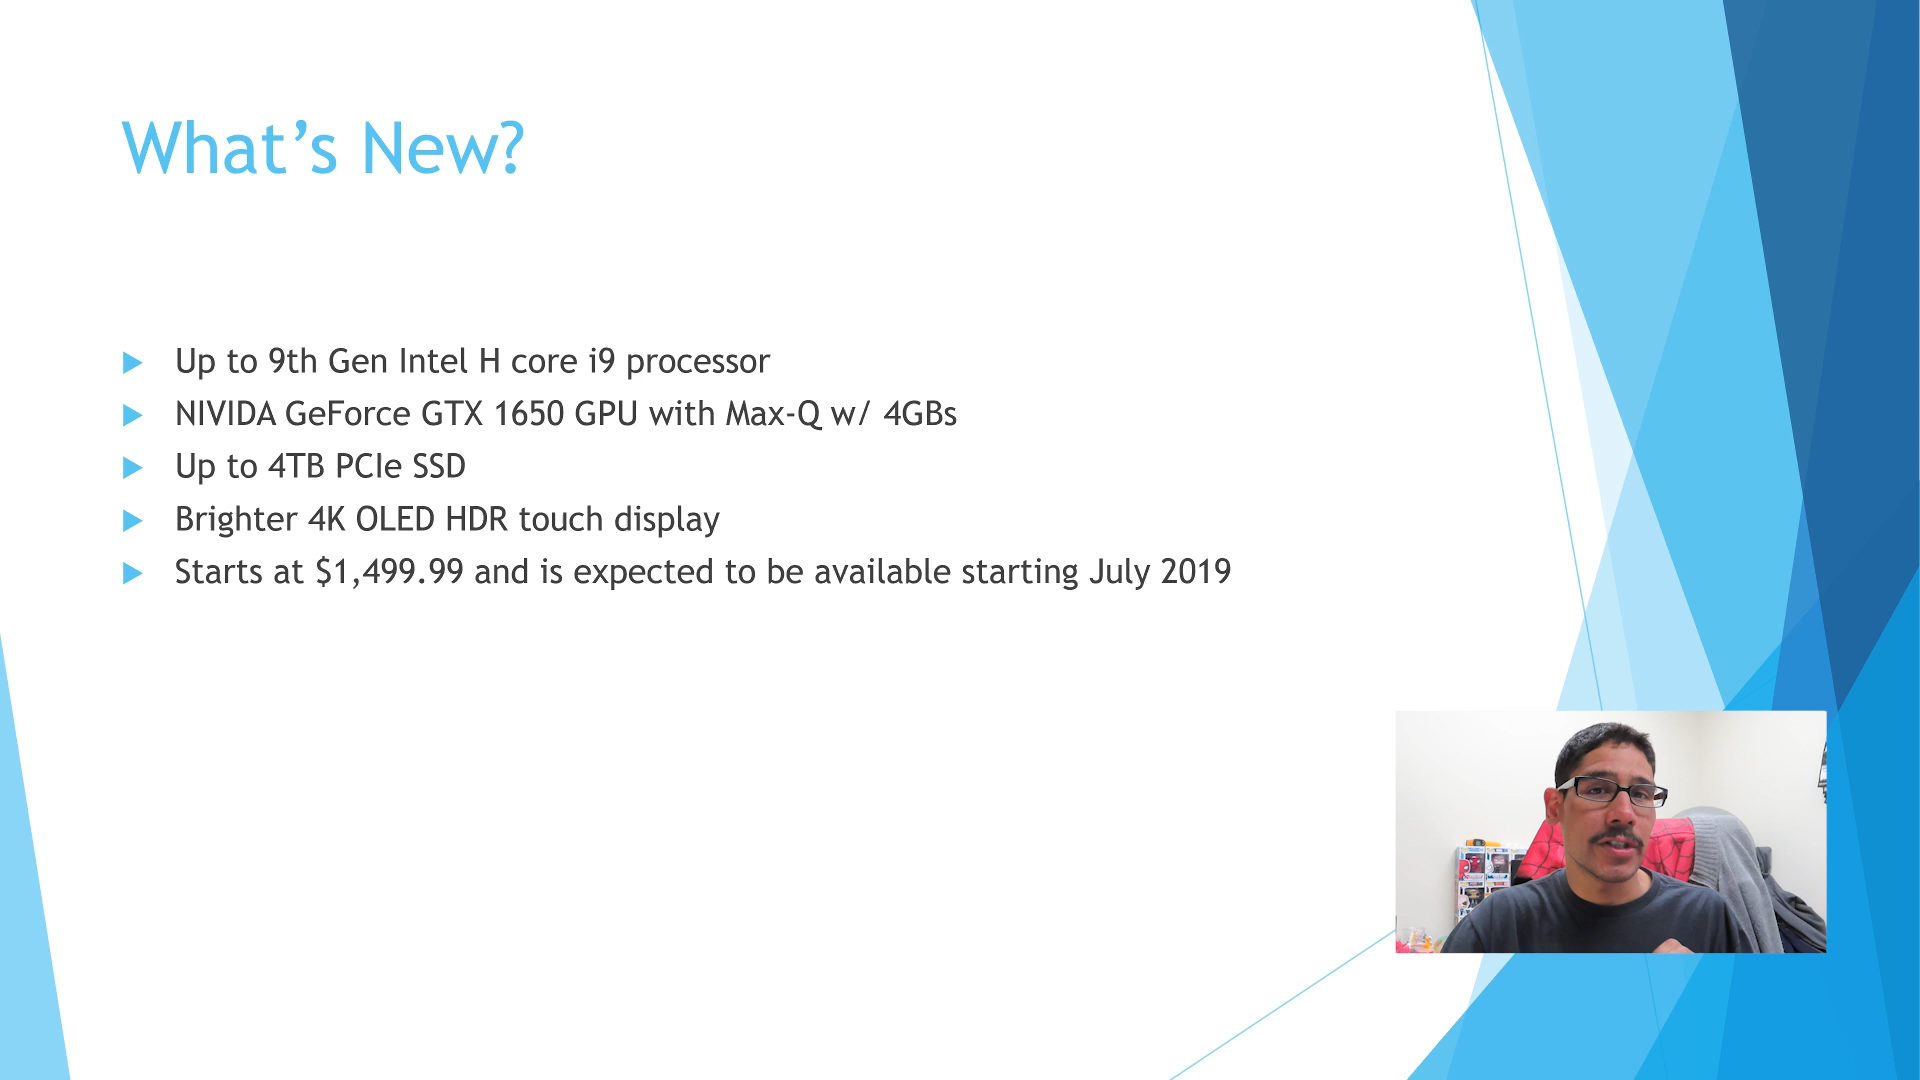 What’s New?
Up to 9th Gen Intel H core i9 processor
NIVIDA GeForce GTX 1650 GPU with Max-Q w/ 4GBs
Up to 4TB PCIe SSD
Brighter 4K OLED HDR touch display
Starts at $1,499.99 and is expected to be available starting July 2019